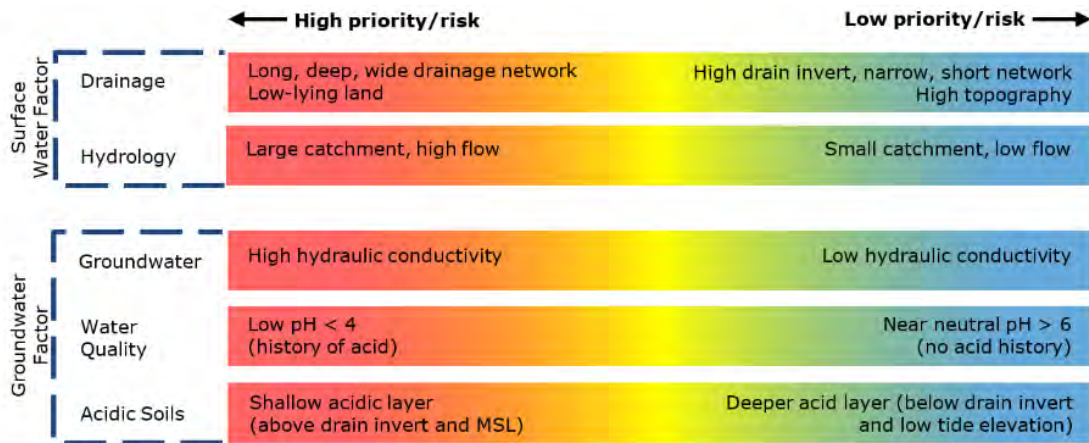 High priority/risk
Low priority/risk
Surface
Water Factor
Drainage
Long, deep, wide drainage network
Low-lying land
High drain invert, narrow, short network
High topography
Hydrology
Large catchment, high flow
Small catchment, low flow
Groundwater
Factor
Groundwater
High hydraulic conductivity
Low hydraulic conductivity
Water
Quality
Low pH < 4
(history of acid)
Near neutral pH > 6
(no acid history)
Acidic Soils
Shallow acidic layer
(above drain invert and MSL)
Deeper acid layer (below drain invert
and low tide elevation)